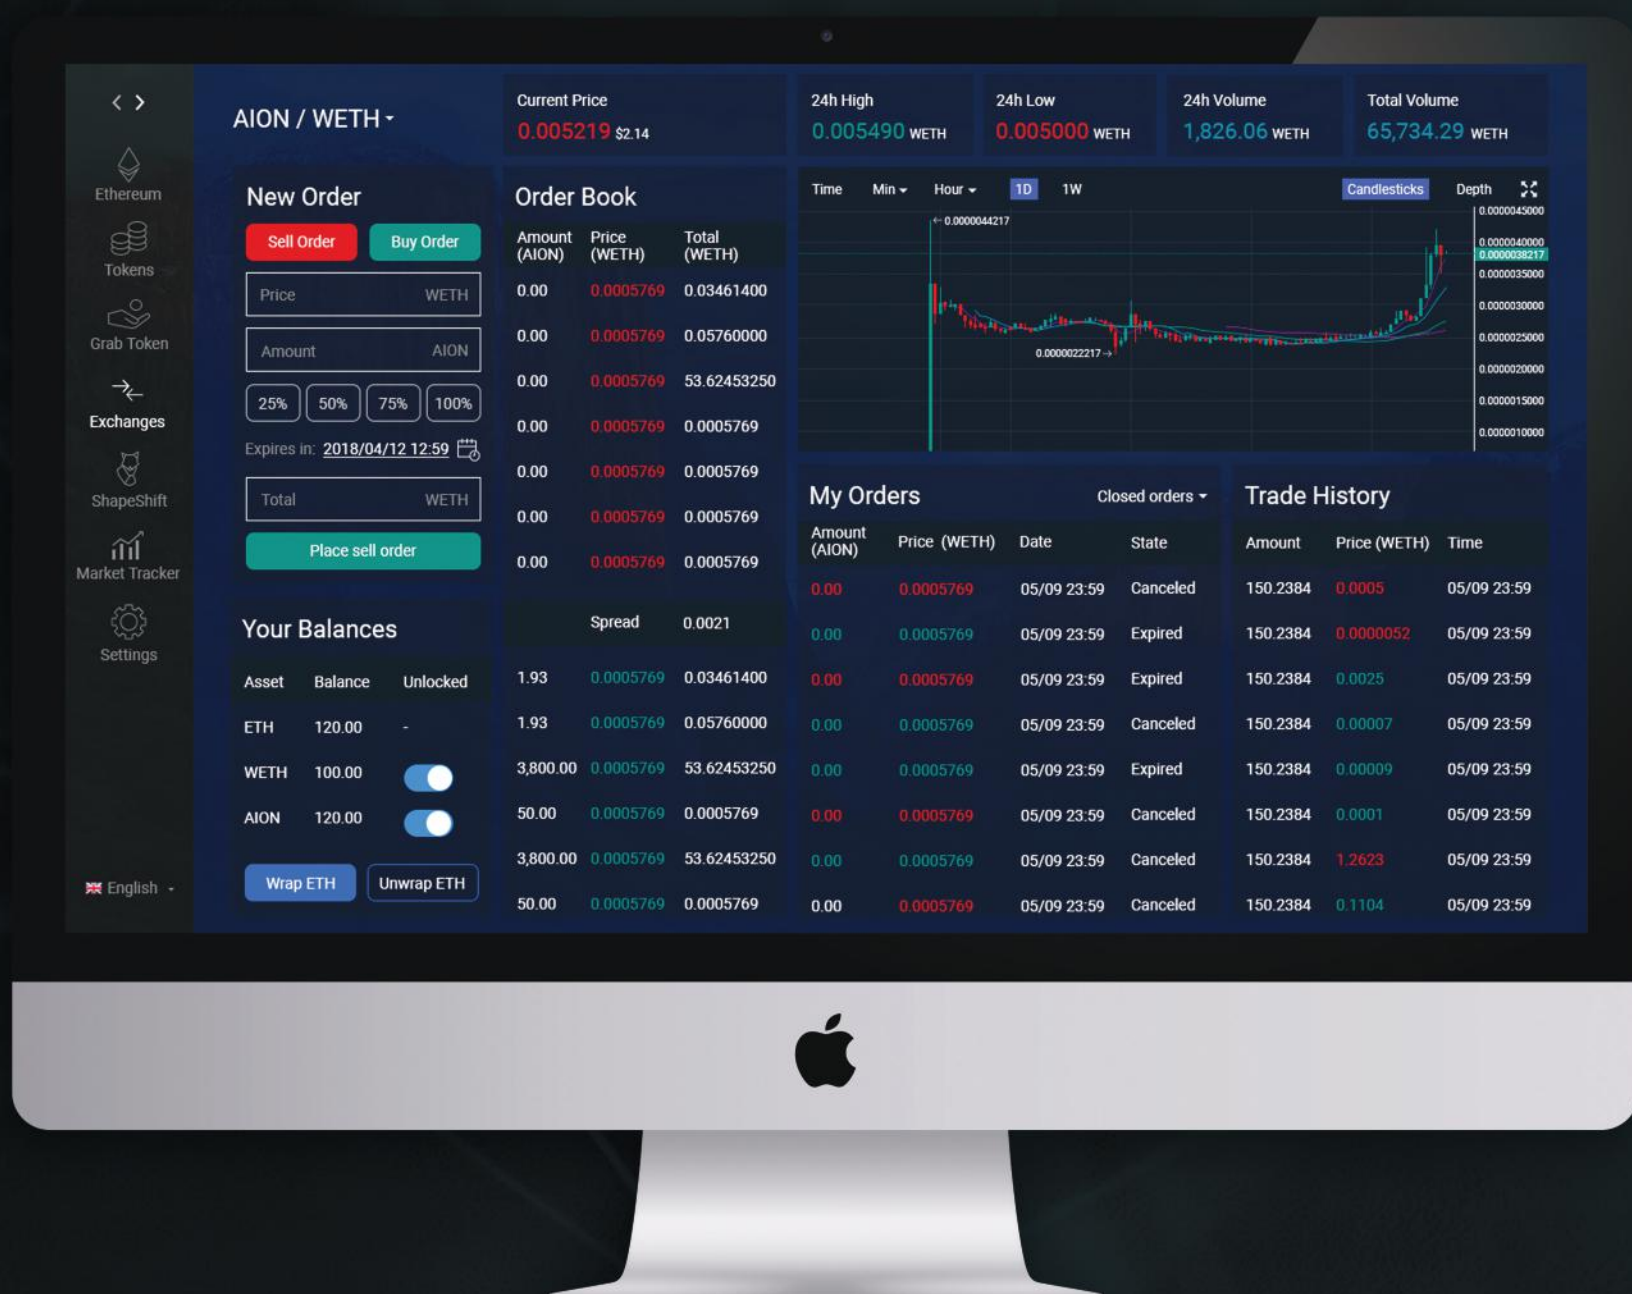 Ethereum
Tokens
Grab Token
Exchanges
ShapeShift
Market Tracker
Settings
English
AION / WETH
Current Price
0.005219 $2.14
24h High
0.005490 WETH
24h Low
0.005000 WETH
24h Volume
1,826.06 WETH
Total Volume
65,734.29 WETH
New Order
Sell Order Buy Order
Price WETH
Amount AION
25% 50% 75% 100%
Expires in: 2018/04/12 12:59
Total WETH
Place sell order
Your Balances
Asset Balance Unlocked
ETH 120.00 -
WETH 100.00
AION 120.00
Wrap ETH Unwrap ETH
Order Book
Amount (AION) Price (WETH) Total (WETH)
0.00 0.0005769 0.03461400
0.00 0.0005769 0.05760000
0.00 0.0005769 53.62453250
0.00 0.0005769 0.0005769
0.00 0.0005769 0.0005769
0.00 0.0005769 0.0005769
0.00 0.0005769 0.0005769
Spread 0.0021
1.93 0.0005769 0.03461400
1.93 0.0005769 0.05760000
3,800.00 0.0005769 53.62453250
50.00 0.0005769 0.0005769
3,800.00 0.0005769 53.62453250
50.00 0.0005769 0.0005769
Time Min Hour 1D 1W Candlesticks Depth
0.0000044217
0.0000022217
0.0000045000
0.0000040000
0.0000038217
0.0000035000
0.0000030000
0.0000025000
0.0000020000
0.0000015000
0.0000010000
My Orders Closed orders
Amount (AION) Price (WETH) Date State
0.00 0.0005769 05/09 23:59 Canceled
0.00 0.0005769 05/09 23:59 Expired
0.00 0.0005769 05/09 23:59 Expired
0.00 0.0005769 05/09 23:59 Canceled
0.00 0.0005769 05/09 23:59 Expired
0.00 0.0005769 05/09 23:59 Canceled
0.00 0.0005769 05/09 23:59 Canceled
0.00 0.0005769 05/09 23:59 Canceled
Trade History
Amount Price (WETH) Time
150.2384 0.0005 05/09 23:59
150.2384 0.0000052 05/09 23:59
150.2384 0.0025 05/09 23:59
150.2384 0.00007 05/09 23:59
150.2384 0.00009 05/09 23:59
150.2384 0.0001 05/09 23:59
150.2384 1.2623 05/09 23:59
150.2384 0.1104 05/09 23:59